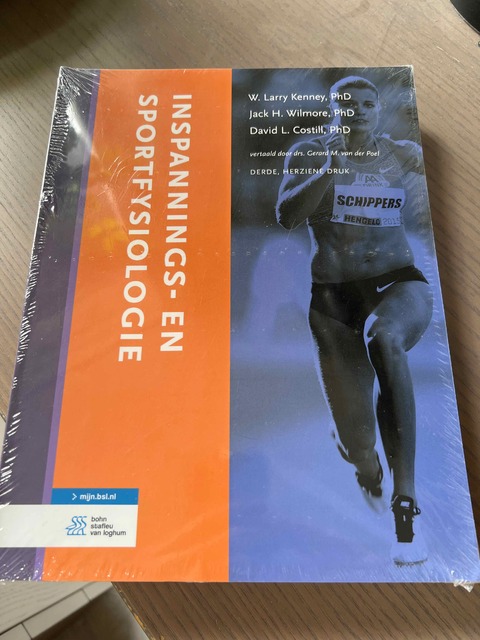 INSPANNINGS- EN
SPORTFYSIOLOGIE
W. Larry Kenney, PhD
Jack H. Wilmore, PhD
David L. Costill, PhD
vertaald door drs. Gerard M. van der Poel
DERDE, HERZIENE DRUK
SCHIPPERS
HENGELO
> mijn.bsl.nl
bohn
stafleu
van loghum